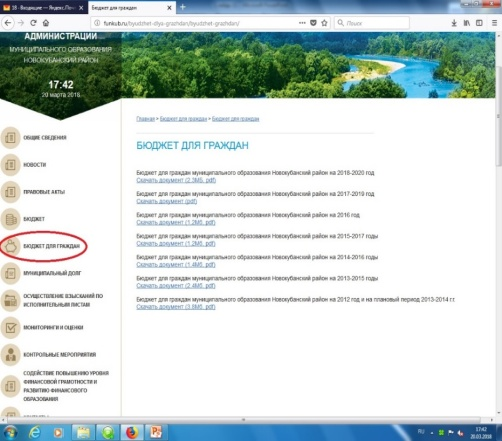 18 · Входящие — Яндекс.Почт
Бюджет для граждан
funkub.ru/byudzhet-dlya-grazhdan/byudzhet-grazhdan/
Поиск
АДМИНИСТРАЦИИ
МУНИЦИПАЛЬНОГО ОБРАЗОВАНИЯ
НОВОКУБАНСКИЙ РАЙОН
17:42
20 марта 2018
ОБЩИЕ СВЕДЕНИЯ
НОВОСТИ
ПРАВОВЫЕ АКТЫ
БЮДЖЕТ
БЮДЖЕТ ДЛЯ ГРАЖДАН
МУНИЦИПАЛЬНЫЙ ДОЛГ
ОСУЩЕСТВЛЕНИЕ ВЗЫСКАНИЙ ПО
ИСПОЛНИТЕЛЬНЫМ ЛИСТАМ
МОНИТОРИНГИ И ОЦЕНКИ
КОНТРОЛЬНЫЕ МЕРОПРИЯТИЯ
СОДЕЙСТВИЕ ПОВЫШЕНИЮ УРОВНЯ
ФИНАНСОВОЙ ГРАМОТНОСТИ И
РАЗВИТИЮ ФИНАНСОВОГО
ОБРАЗОВАНИЯ
Главная > Бюджет для граждан > Бюджет для граждан
БЮДЖЕТ ДЛЯ ГРАЖДАН
Бюджет для граждан муниципального образования Новокубанский район на 2018-2020 год
Скачать документ (2.3Мб, pdf)
Бюджет для граждан муниципального образования Новокубанский район на 2017-2019 год
Скачать документ (pdf)
Бюджет для граждан муниципального образования Новокубанский район на 2016 год
Скачать документ (1.2Мб, pdf)
Бюджет для граждан муниципального образования Новокубанский район на 2015-2017 годы
Скачать документ (1.2Мб, pdf)
Бюджет для граждан муниципального образования Новокубанский район на 2014-2016 годы
Скачать документ (1.4Мб, pdf)
Бюджет для граждан муниципального образования Новокубанский район на 2013-2015 годы
Скачать документ (2.4Мб, pdf)
Бюджет для граждан муниципального образования Новокубанский район на 2012 год и на плановый период 2013-2014 г.г.
Скачать документ (3.8Мб, pdf)
RU
17:42
20.03.2018